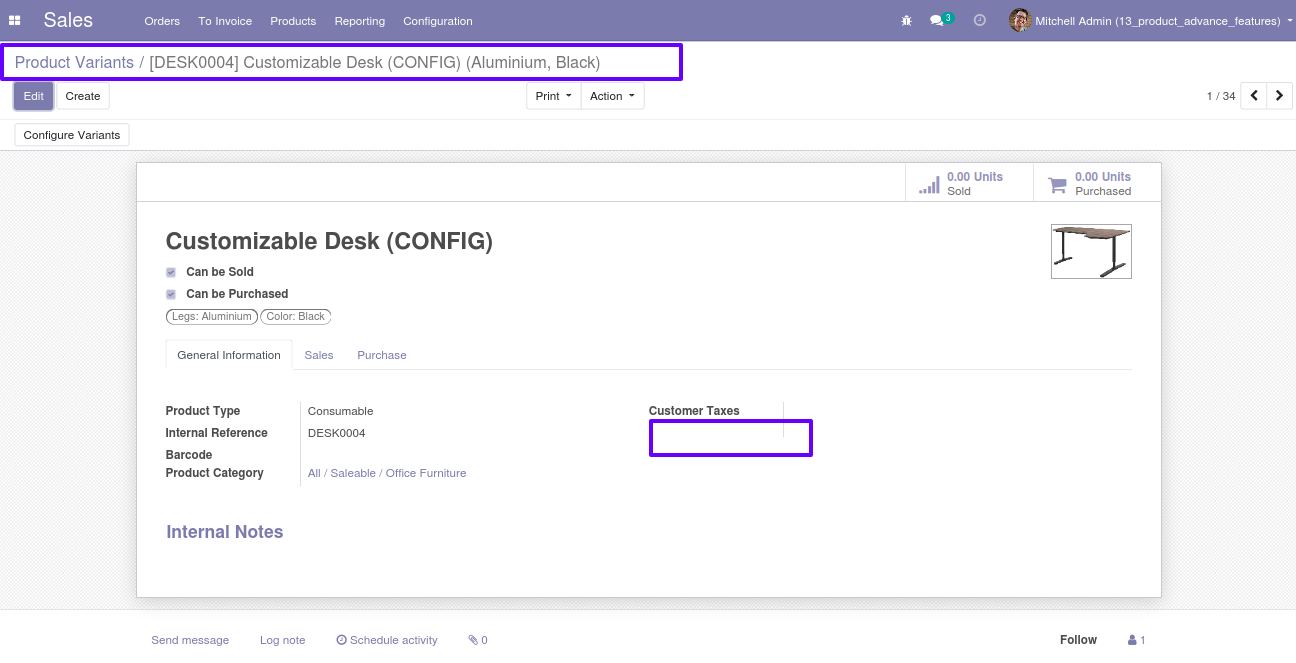 Sales Orders To Invoice Products Reporting Configuration 3 Mitchell Admin (13_product_advance_features)
Product Variants / [DESK0004] Customizable Desk (CONFIG) (Aluminium, Black)
Edit Create Print Action 1 / 34
Configure Variants
0.00 Units Sold 0.00 Units Purchased
Customizable Desk (CONFIG)
Can be Sold
Can be Purchased
Legs: Aluminium Color: Black
General Information Sales Purchase
Product Type Consumable Customer Taxes
Internal Reference DESK0004
Barcode
Product Category All / Saleable / Office Furniture
Internal Notes
Send message Log note Schedule activity 0 Follow 1